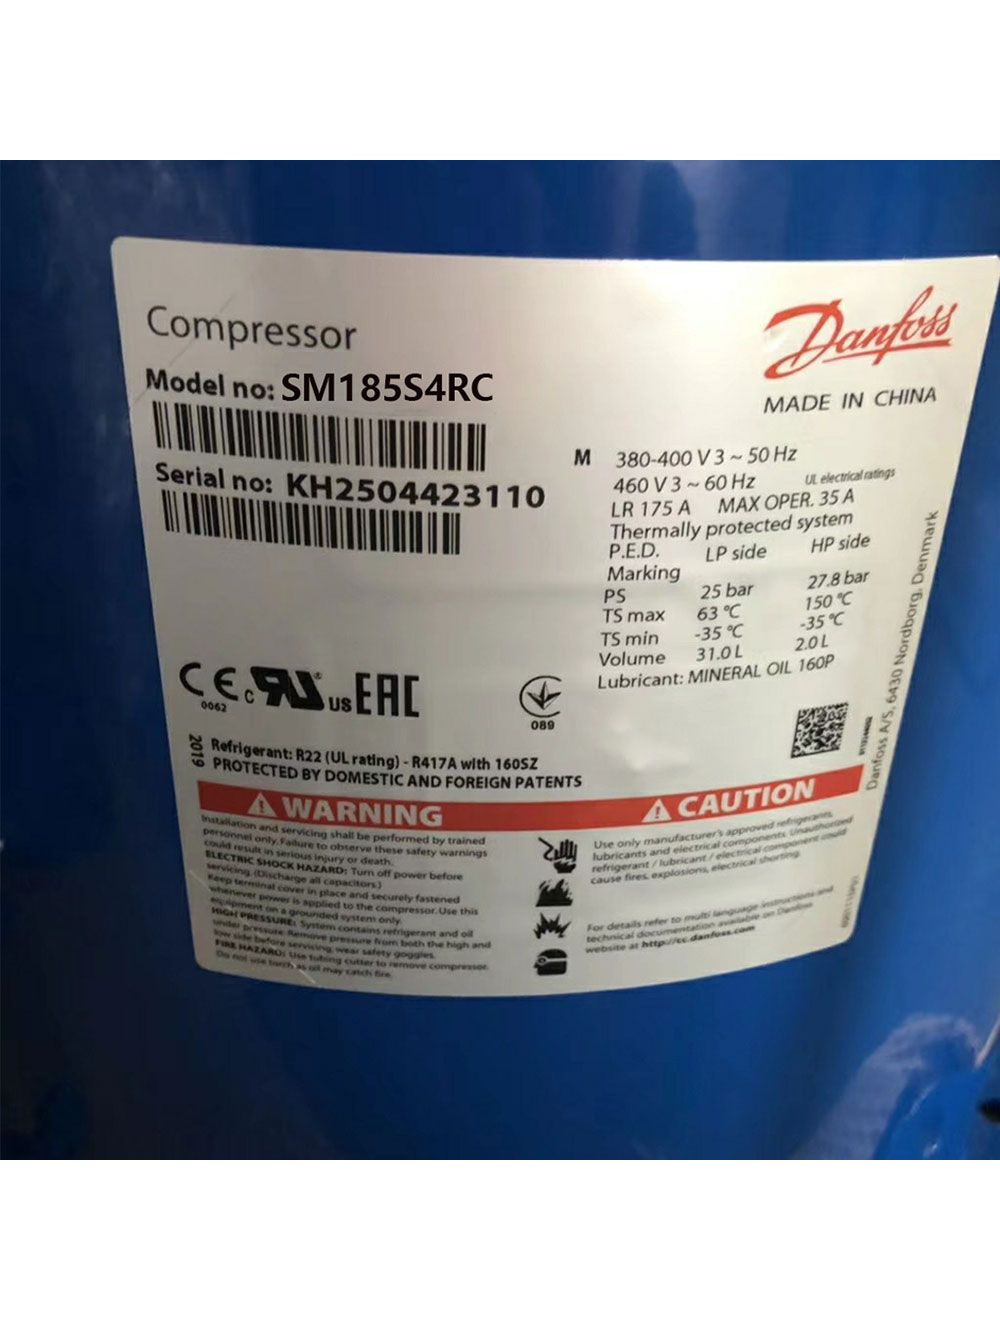 Compressor
Danfoss
MADE IN CHINA
Model no: SM185S4RC
Serial no: KH2504423110
M 380-400 V 3 ~ 50 Hz
460 V 3 ~ 60 Hz UL electrical ratings
LR 175 A MAX OPER. 35 A
Thermally protected system
P.E.D. LP side HP side
Marking
PS 25 bar 27.8 bar
TS max 63 °C 150 °C
TS min -35 °C -35 °C
Volume 31.0 L 2.0 L
Lubricant: MINERAL OIL 160P
Danfoss A/S, 6430 Nordborg, Denmark
CE 0062 c RU ® US EAC
089
2019
Refrigerant: R22 (UL rating) - R417A with 160SZ
PROTECTED BY DOMESTIC AND FOREIGN PATENTS
WARNING
Installation and servicing shall be performed by trained
personnel only. Failure to observe these safety warnings
could result in serious injury or death.
ELECTRIC SHOCK HAZARD: Turn off power before
servicing. (Discharge all capacitors.)
Keep terminal cover in place and securely fastened
whenever power is applied to the compressor. Use this
equipment on a grounded system only.
HIGH PRESSURE: System contains refrigerant and oil
under pressure. Remove pressure from both the high and
low side before servicing, wear safety goggles.
FIRE HAZARD: Use tubing cutter to remove compressor.
Do not use torch as oil may catch fire.
CAUTION
Use only manufacturer's approved refrigerants,
lubricants and electrical components. Unauthorized
refrigerant / lubricant / electrical component could
cause fires, explosions, electrical shorting.
For details refer to multi language instructions and
technical documentation available on Danfoss
website at http://cc.danfoss.com